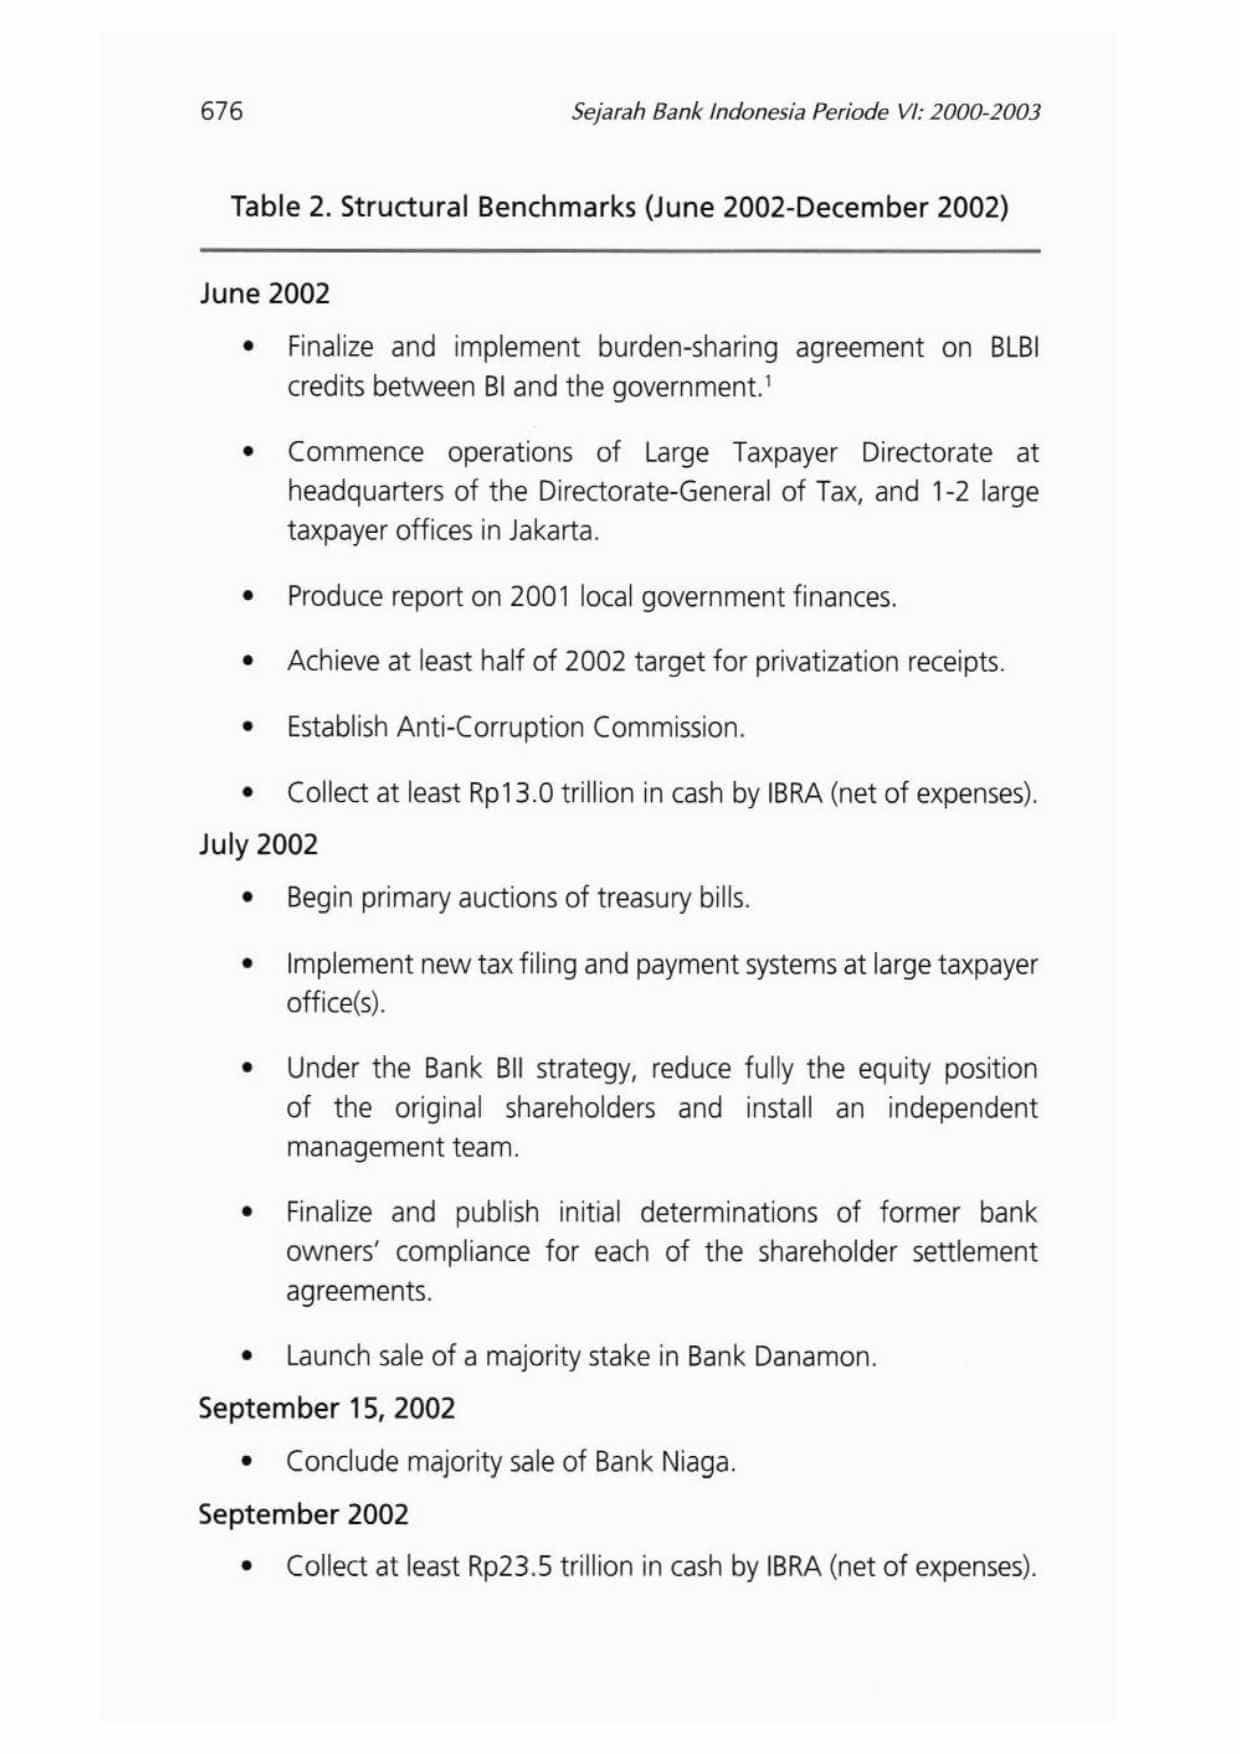 676
Sejarah Bank Indonesia Periode VI: 2000-2003
Table 2. Structural Benchmarks (June 2002-December 2002)
June 2002
• Finalize and implement burden-sharing agreement on BLBI
credits between BI and the government.¹
• Commence operations of Large Taxpayer Directorate at
headquarters of the Directorate-General of Tax, and 1-2 large
taxpayer offices in Jakarta.
• Produce report on 2001 local government finances.
• Achieve at least half of 2002 target for privatization receipts.
• Establish Anti-Corruption Commission.
• Collect at least Rp13.0 trillion in cash by IBRA (net of expenses).
July 2002
• Begin primary auctions of treasury bills.
• Implement new tax filing and payment systems at large taxpayer
office(s).
• Under the Bank BII strategy, reduce fully the equity position
of the original shareholders and install an independent
management team.
• Finalize and publish initial determinations of former bank
owners’ compliance for each of the shareholder settlement
agreements.
• Launch sale of a majority stake in Bank Danamon.
September 15, 2002
• Conclude majority sale of Bank Niaga.
September 2002
• Collect at least Rp23.5 trillion in cash by IBRA (net of expenses).